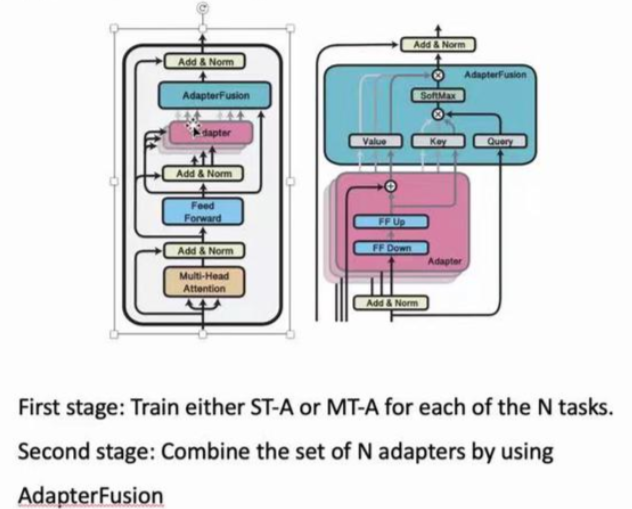 Add & Norm
AdapterFusion
Adapter
Add & Norm
Feed
Forward
Add & Norm
Multi-Head
Attention
Add & Norm
AdapterFusion
SoftMax
Value
Key
Query
FF Up
FF Down
Adapter
Add & Norm
First stage: Train either ST-A or MT-A for each of the N tasks.
Second stage: Combine the set of N adapters by using
AdapterFusion